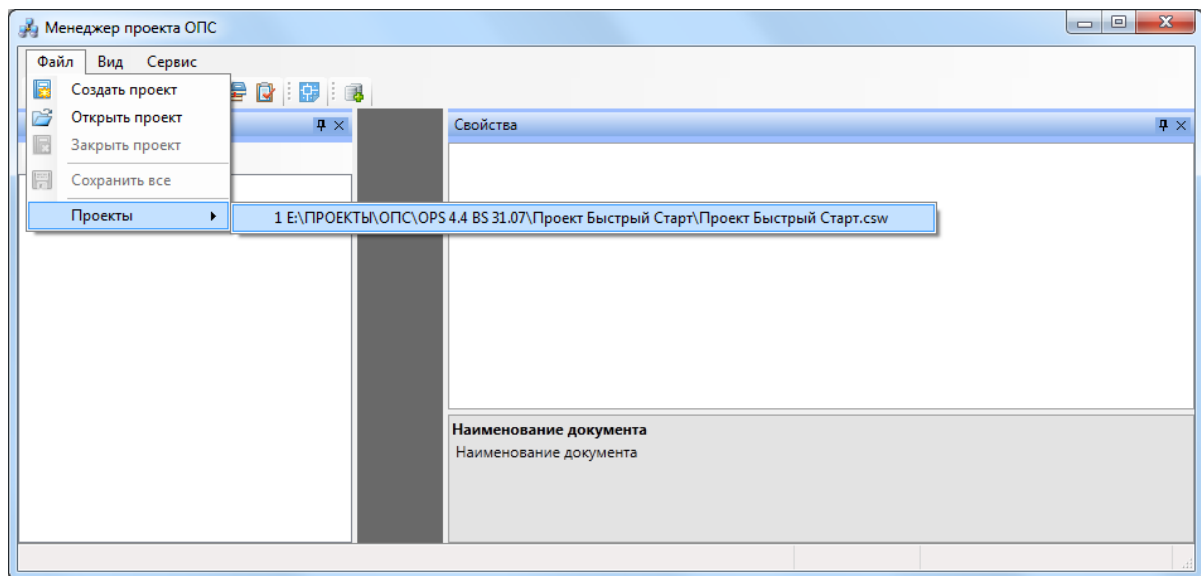 Менеджер проекта ОПС
Файл Вид Сервис
Создать проект
Открыть проект
Закрыть проект
Сохранить все
Проекты
1 E:\ПРОЕКТЫ\ОПС\OPS 4.4 BS 31.07\Проект Быстрый Старт\Проект Быстрый Старт.csw
Свойства
Наименование документа
Наименование документа